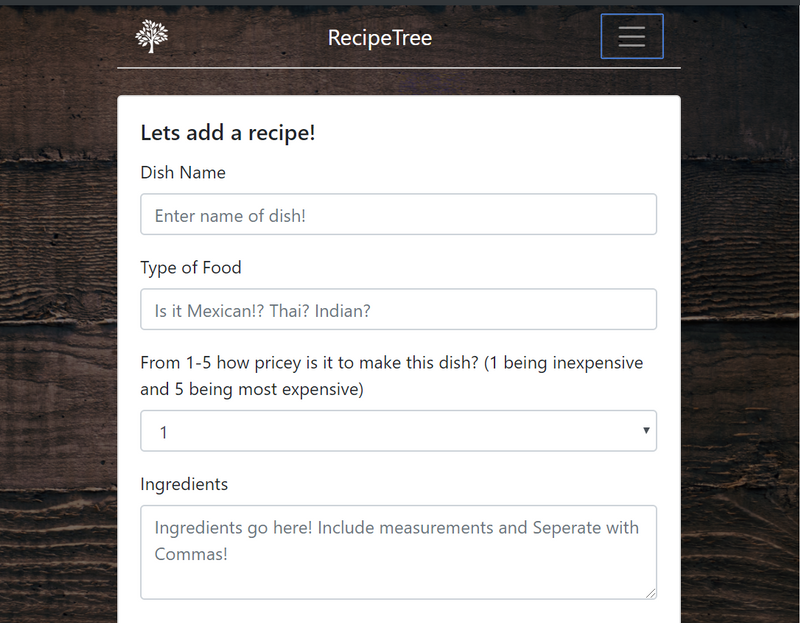 RecipeTree
Lets add a recipe!
Dish Name
Enter name of dish!
Type of Food
Is it Mexican!? Thai? Indian?
From 1-5 how pricey is it to make this dish? (1 being inexpensive
and 5 being most expensive)
1
Ingredients
Ingredients go here! Include measurements and Seperate with
Commas!